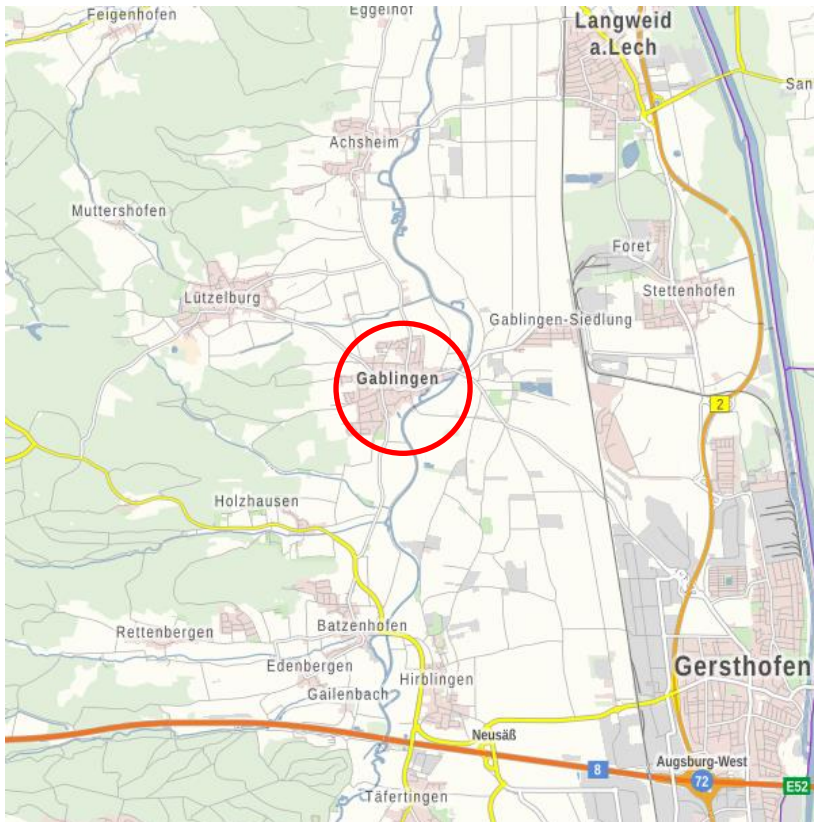 Feigenhofen
Eggelhof
Langweid
a.Lech
San
Achsheim
Muttershofen
Foret
Lützelburg
Stettenhofen
Gablingen-Siedlung
Gablingen
2
Holzhausen
Rettenbergen
Batzenhofen
Edenbergen
Gersthofen
Gailenbach
Hirblingen
Neusäß
Augsburg-West
8
72
E52
Täfertingen